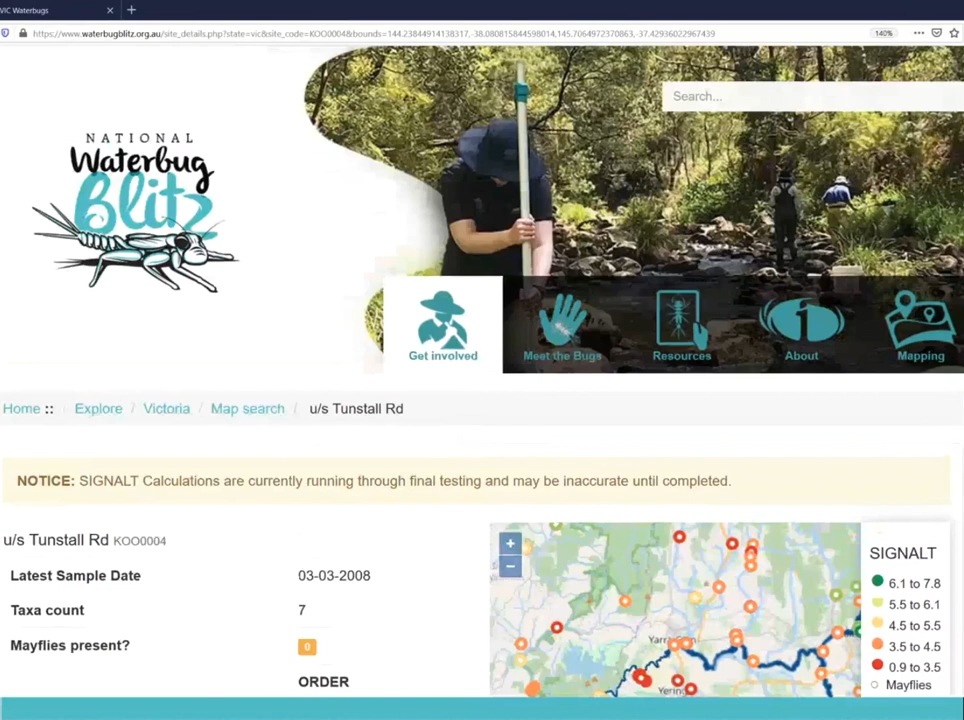 VIC Waterbugs
https://www.waterbugblitz.org.au/site_details.php?state=vic&site_code=KOO0004&bounds=144.23844914138317,-38.080815844598014,145.7064972370863,-37.42936022967439
140%
Search...
NATIONAL
Waterbug
Blitz
Get involved
Meet the Bugs
Resources
About
Mapping
Home :: / Explore / Victoria / Map search / u/s Tunstall Rd
NOTICE: SIGNALT Calculations are currently running through final testing and may be inaccurate until completed.
u/s Tunstall Rd KOO0004
Latest Sample Date 03-03-2008
Taxa count 7
Mayflies present? 0
ORDER
SIGNALT
6.1 to 7.8
5.5 to 6.1
4.5 to 5.5
3.5 to 4.5
0.9 to 3.5
Mayflies
+
−
Yering